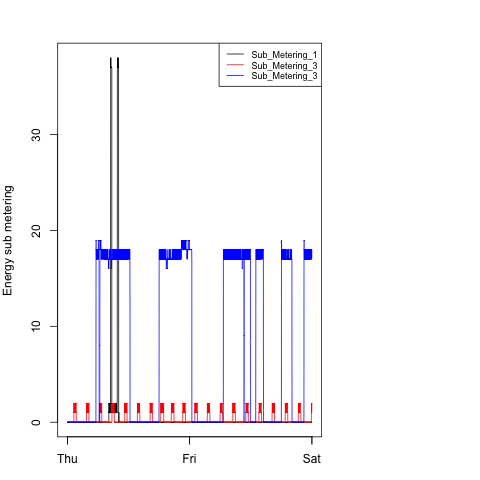 Sub_Metering_1
Sub_Metering_3
Sub_Metering_3
Energy sub metering
30
20
10
0
Thu Fri Sat